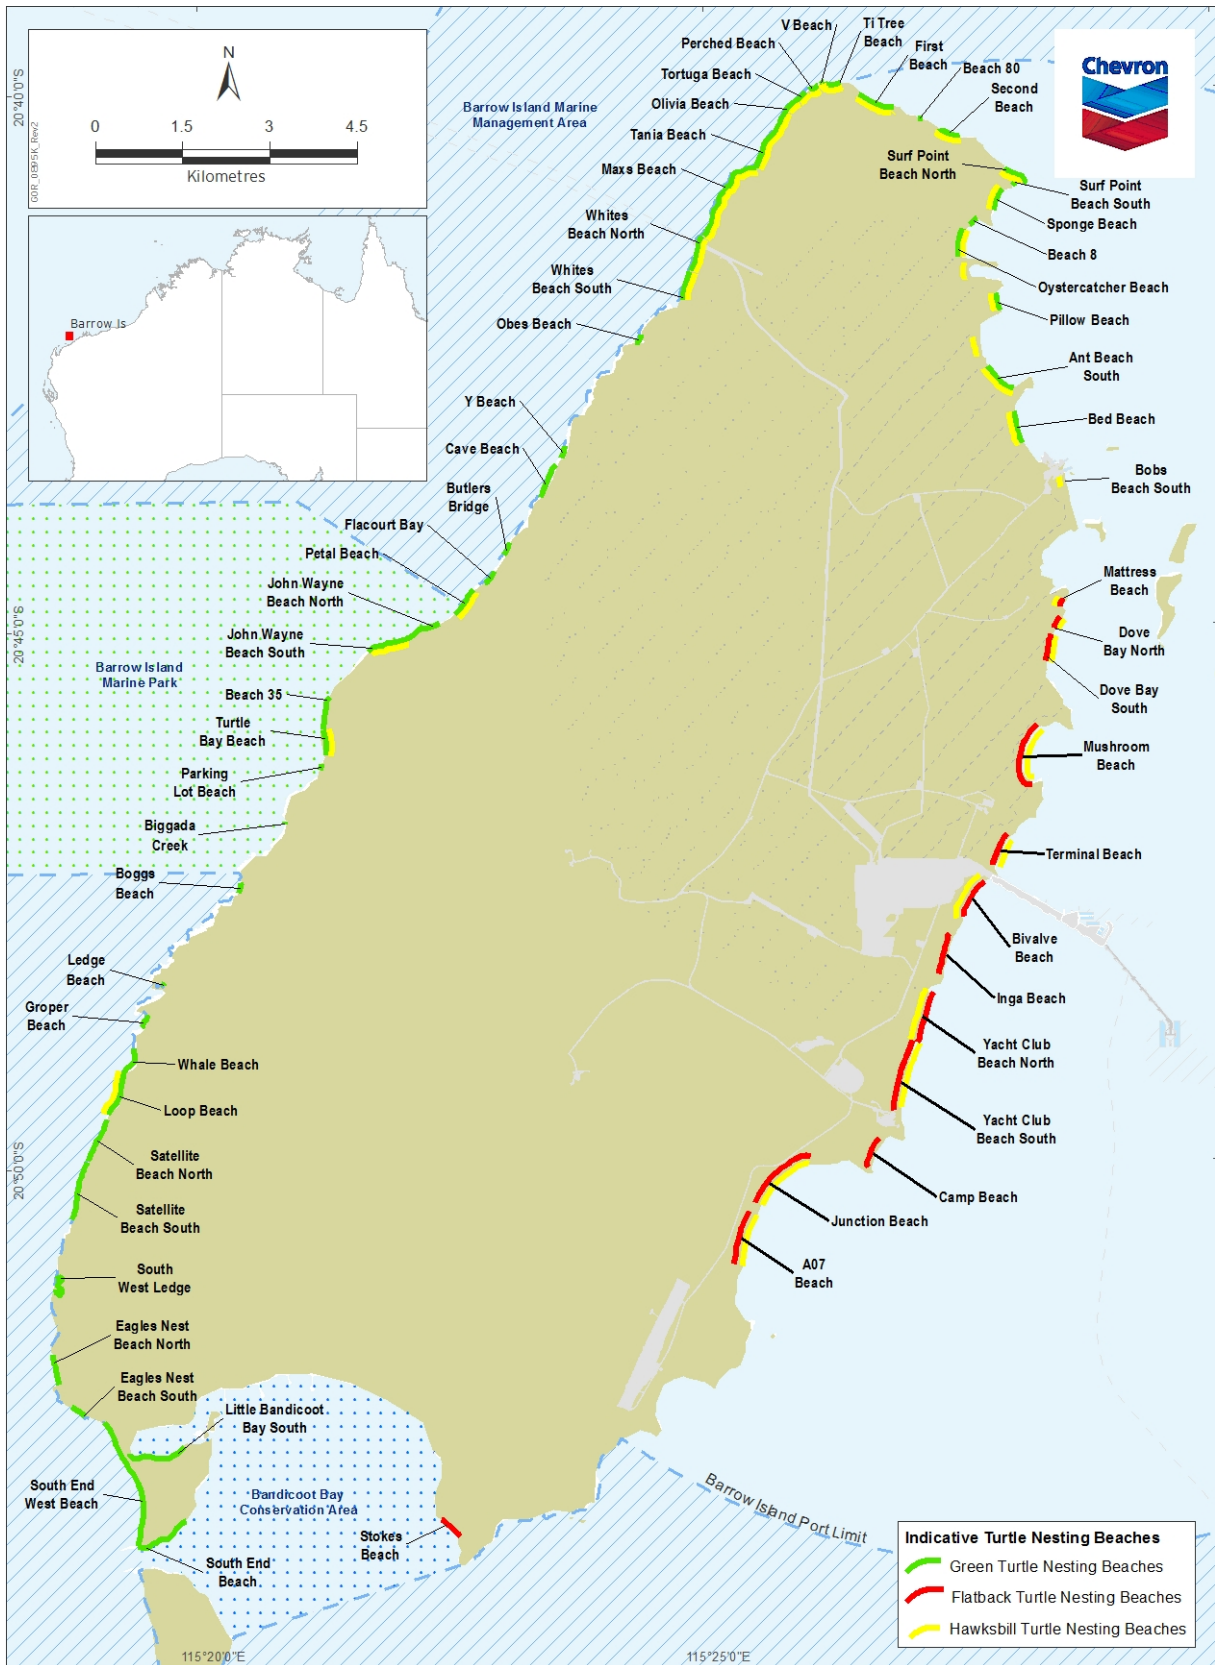 N
0 1.5 3 4.5
Kilometres
GOR_0895K_Rev2
Barrow Is
Chevron
20°40'0"S
20°45'0"S
20°50'0"S
115°20'0"E
115°25'0"E
Barrow Island Marine
Management Area
V Beach
Ti Tree
Beach
Perched Beach
First
Beach
Tortuga Beach
Beach 80
Olivia Beach
Second
Beach
Tania Beach
Maxs Beach
Surf Point
Beach North
Surf Point
Beach South
Whites
Beach North
Sponge Beach
Beach 8
Whites
Beach South
Oystercatcher Beach
Obes Beach
Pillow Beach
Ant Beach
South
Y Beach
Bed Beach
Cave Beach
Bobs
Beach South
Butlers
Bridge
Flacourt Bay
Petal Beach
John Wayne
Beach North
Mattress
Beach
John Wayne
Beach South
Dove
Bay North
Barrow Island
Marine Park
Dove Bay
South
Beach 35
Turtle
Bay Beach
Mushroom
Beach
Parking
Lot Beach
Biggada
Creek
Terminal Beach
Boggs
Beach
Bivalve
Beach
Ledge
Beach
Inga Beach
Groper
Beach
Yacht Club
Beach North
Whale Beach
Loop Beach
Yacht Club
Beach South
Satellite
Beach North
Camp Beach
Satellite
Beach South
Junction Beach
A07
Beach
South
West Ledge
Eagles Nest
Beach North
Eagles Nest
Beach South
Little Bandicoot
Bay South
South End
West Beach
Bandicoot Bay
Conservation Area
Stokes
Beach
South End
Beach
Barrow Island Port Limit
Indicative Turtle Nesting Beaches
Green Turtle Nesting Beaches
Flatback Turtle Nesting Beaches
Hawksbill Turtle Nesting Beaches